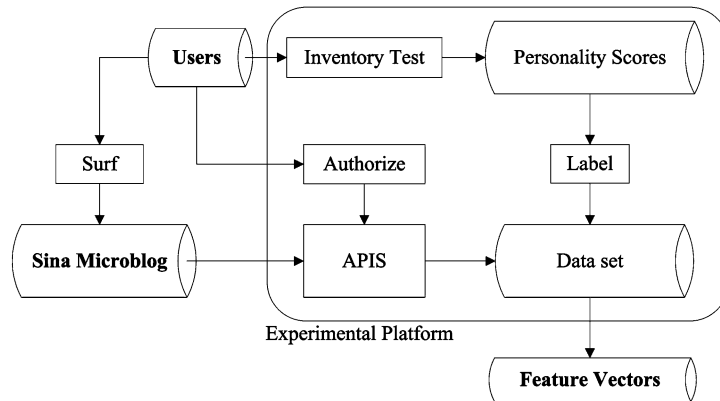 Users
Inventory Test
Personality Scores
Surf
Authorize
Label
Sina Microblog
APIS
Data set
Experimental Platform
Feature Vectors